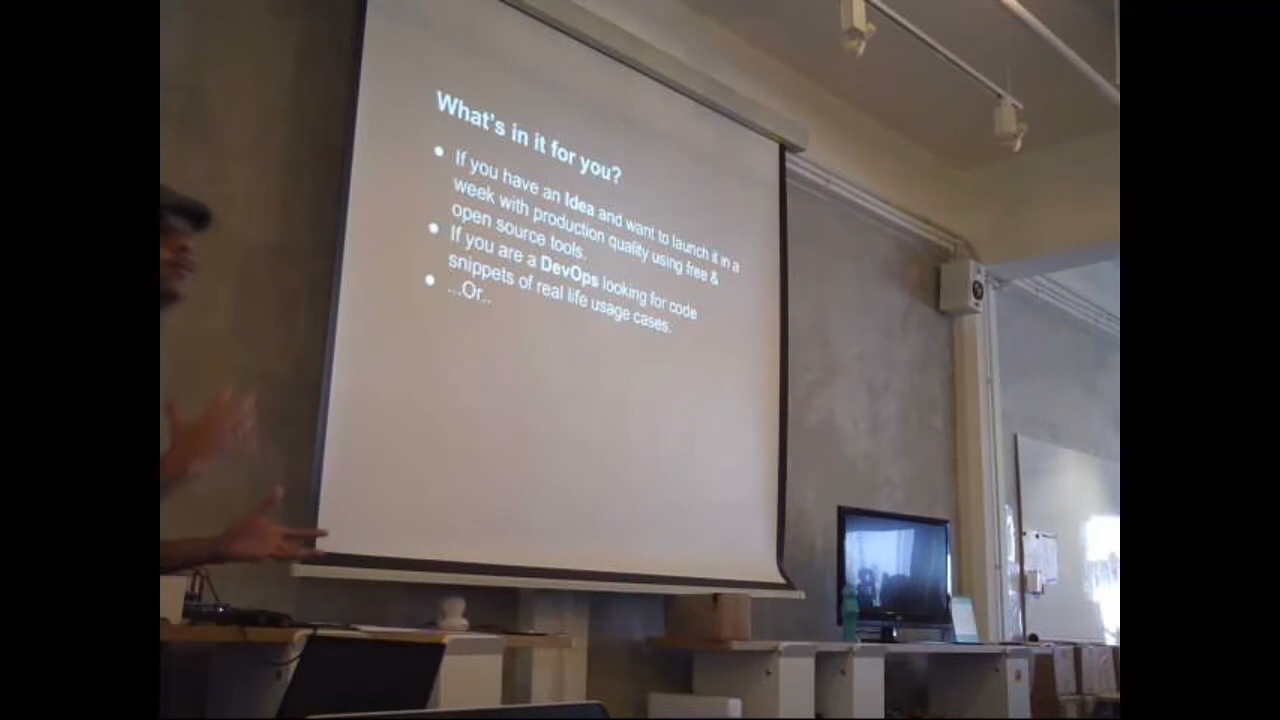 What's in it for you?
● If you have an Idea and want to launch it in a
week with production quality using free &
open source tools.
● If you are a DevOps looking for code
snippets of real life usage cases.
● ...Or..